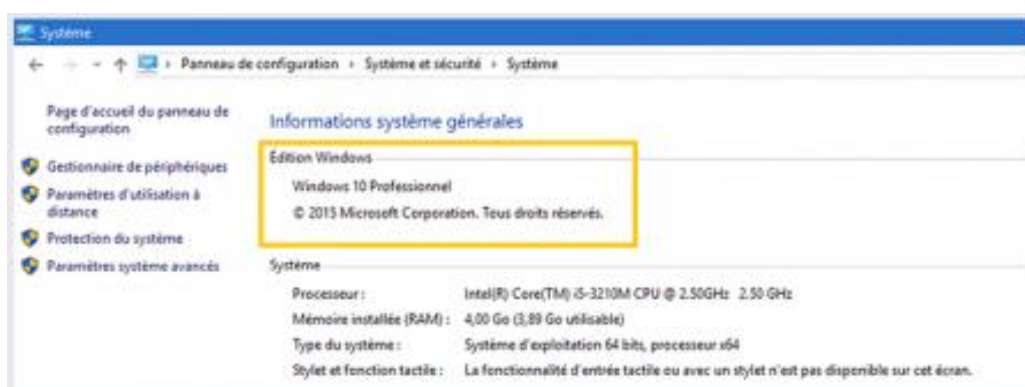 Système
Panneau de configuration › Système et sécurité › Système
Page d'accueil du panneau de
configuration
Gestionnaire de périphériques
Paramètres d'utilisation à
distance
Protection du système
Paramètres système avancés
Informations système générales
Édition Windows
Windows 10 Professionnel
© 2015 Microsoft Corporation. Tous droits réservés.
Système
Processeur : Intel(R) Core(TM) i5-3210M CPU @ 2.50GHz 2.50 GHz
Mémoire installée (RAM) : 4,00 Go (3,89 Go utilisable)
Type du système : Système d'exploitation 64 bits, processeur x64
Stylet et fonction tactile : La fonctionnalité d'entrée tactile ou avec un stylet n'est pas disponible sur cet écran.